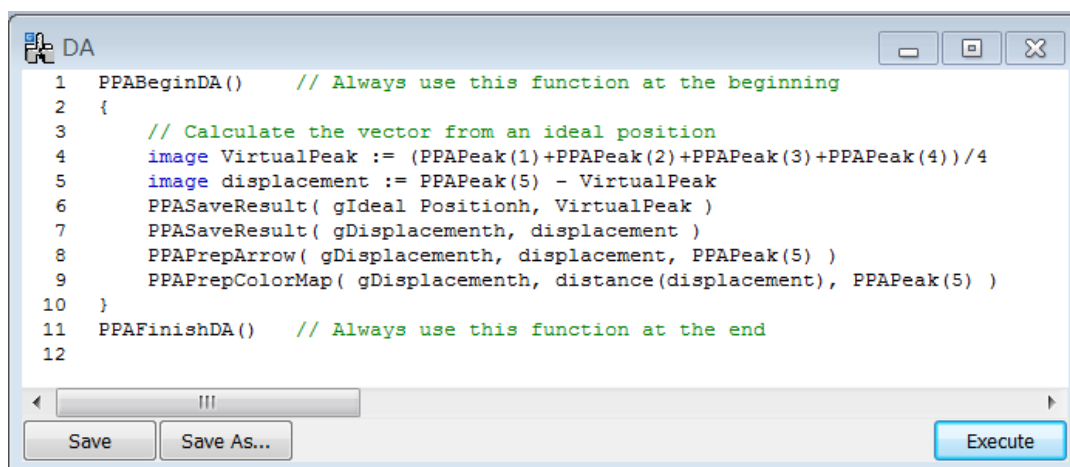 DA
1 PPABeginDA() // Always use this function at the beginning
2 {
3 // Calculate the vector from an ideal position
4 image VirtualPeak := (PPAPeak(1)+PPAPeak(2)+PPAPeak(3)+PPAPeak(4))/4
5 image displacement := PPAPeak(5) - VirtualPeak
6 PPASaveResult( gIdeal Positionh, VirtualPeak )
7 PPASaveResult( gDisplacementh, displacement )
8 PPAPrepArrow( gDisplacementh, displacement, PPAPeak(5) )
9 PPAPrepColorMap( gDisplacementh, distance(displacement), PPAPeak(5) )
10 }
11 PPAFinishDA() // Always use this function at the end
12
Save Save As... Execute